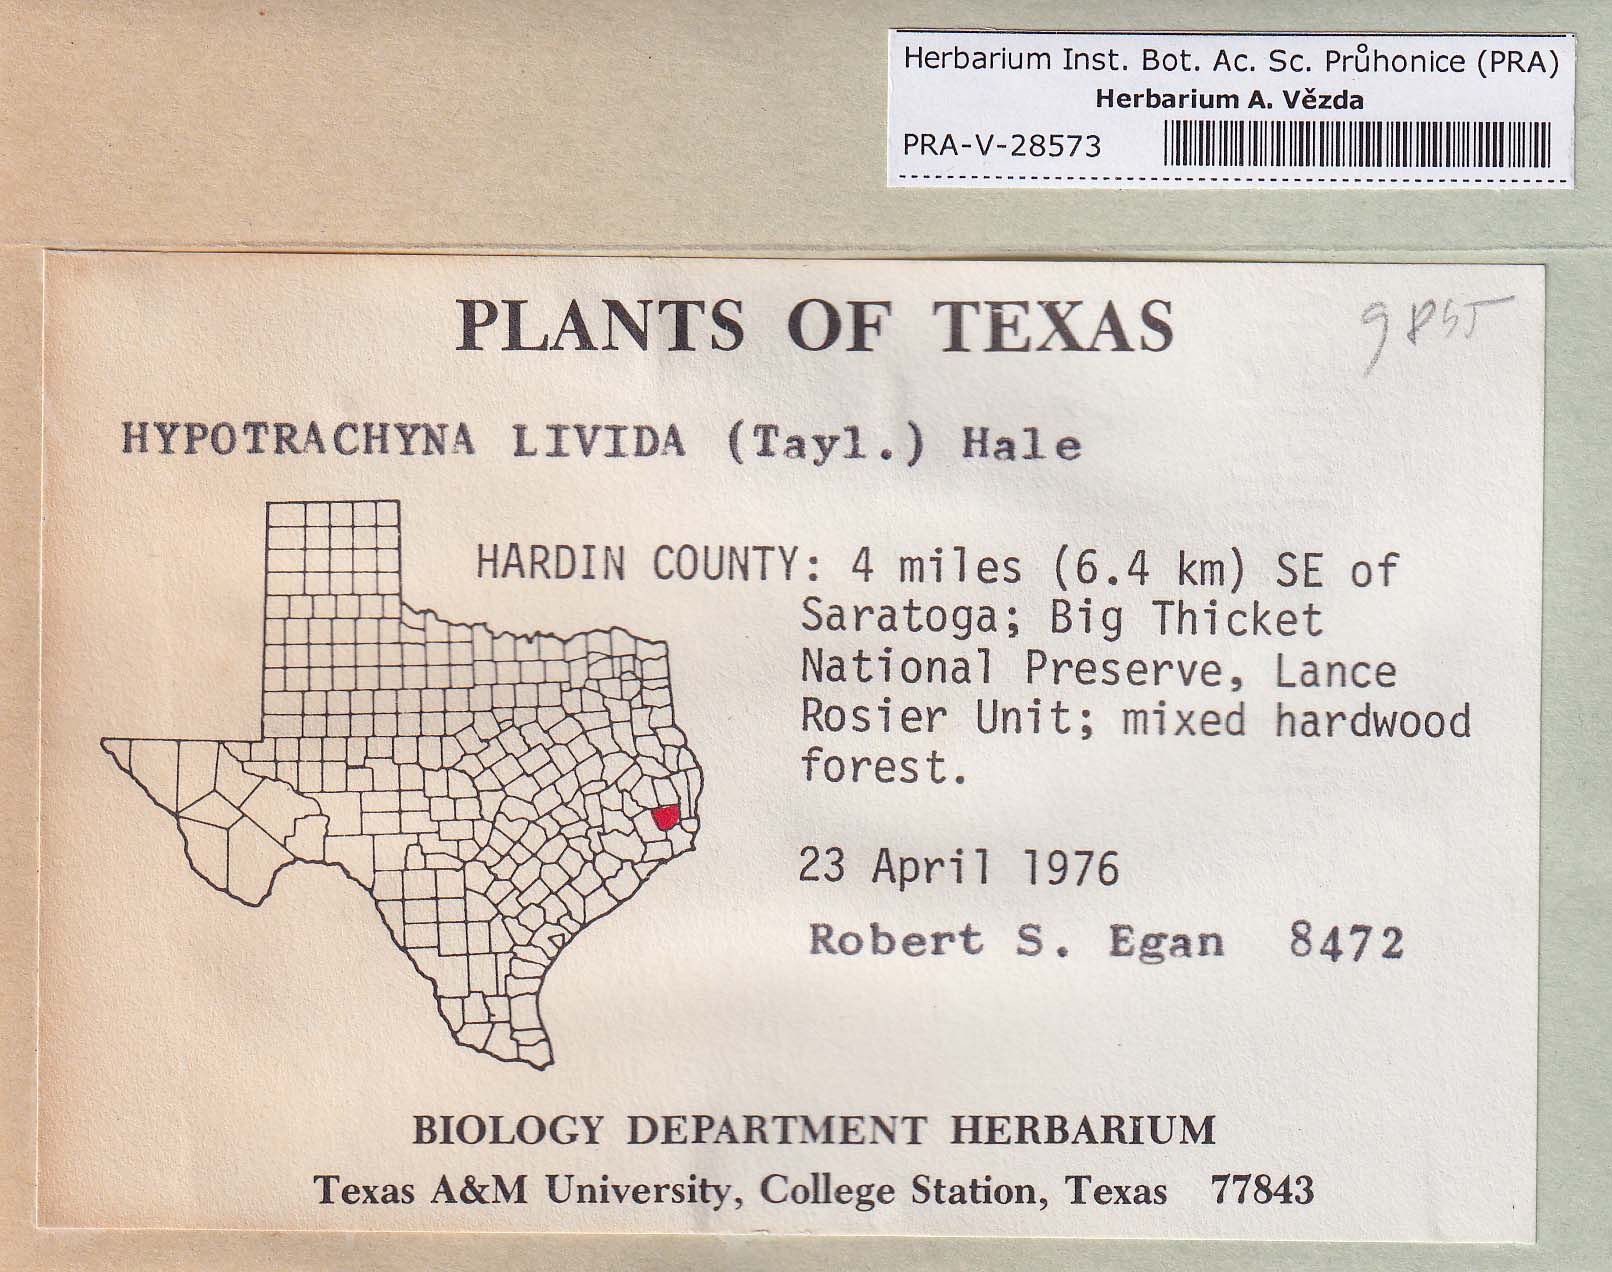 Herbarium Inst. Bot. Ac. Sc. Průhonice (PRA)
Herbarium A. Vězda
PRA-V-28573
PLANTS OF TEXAS
9855
HYPOTRACHYNA LIVIDA (Tayl.) Hale
HARDIN COUNTY: 4 miles (6.4 km) SE of
Saratoga; Big Thicket
National Preserve, Lance
Rosier Unit; mixed hardwood
forest.
23 April 1976
Robert S. Egan 8472
BIOLOGY DEPARTMENT HERBARIUM
Texas A&M University, College Station, Texas 77843